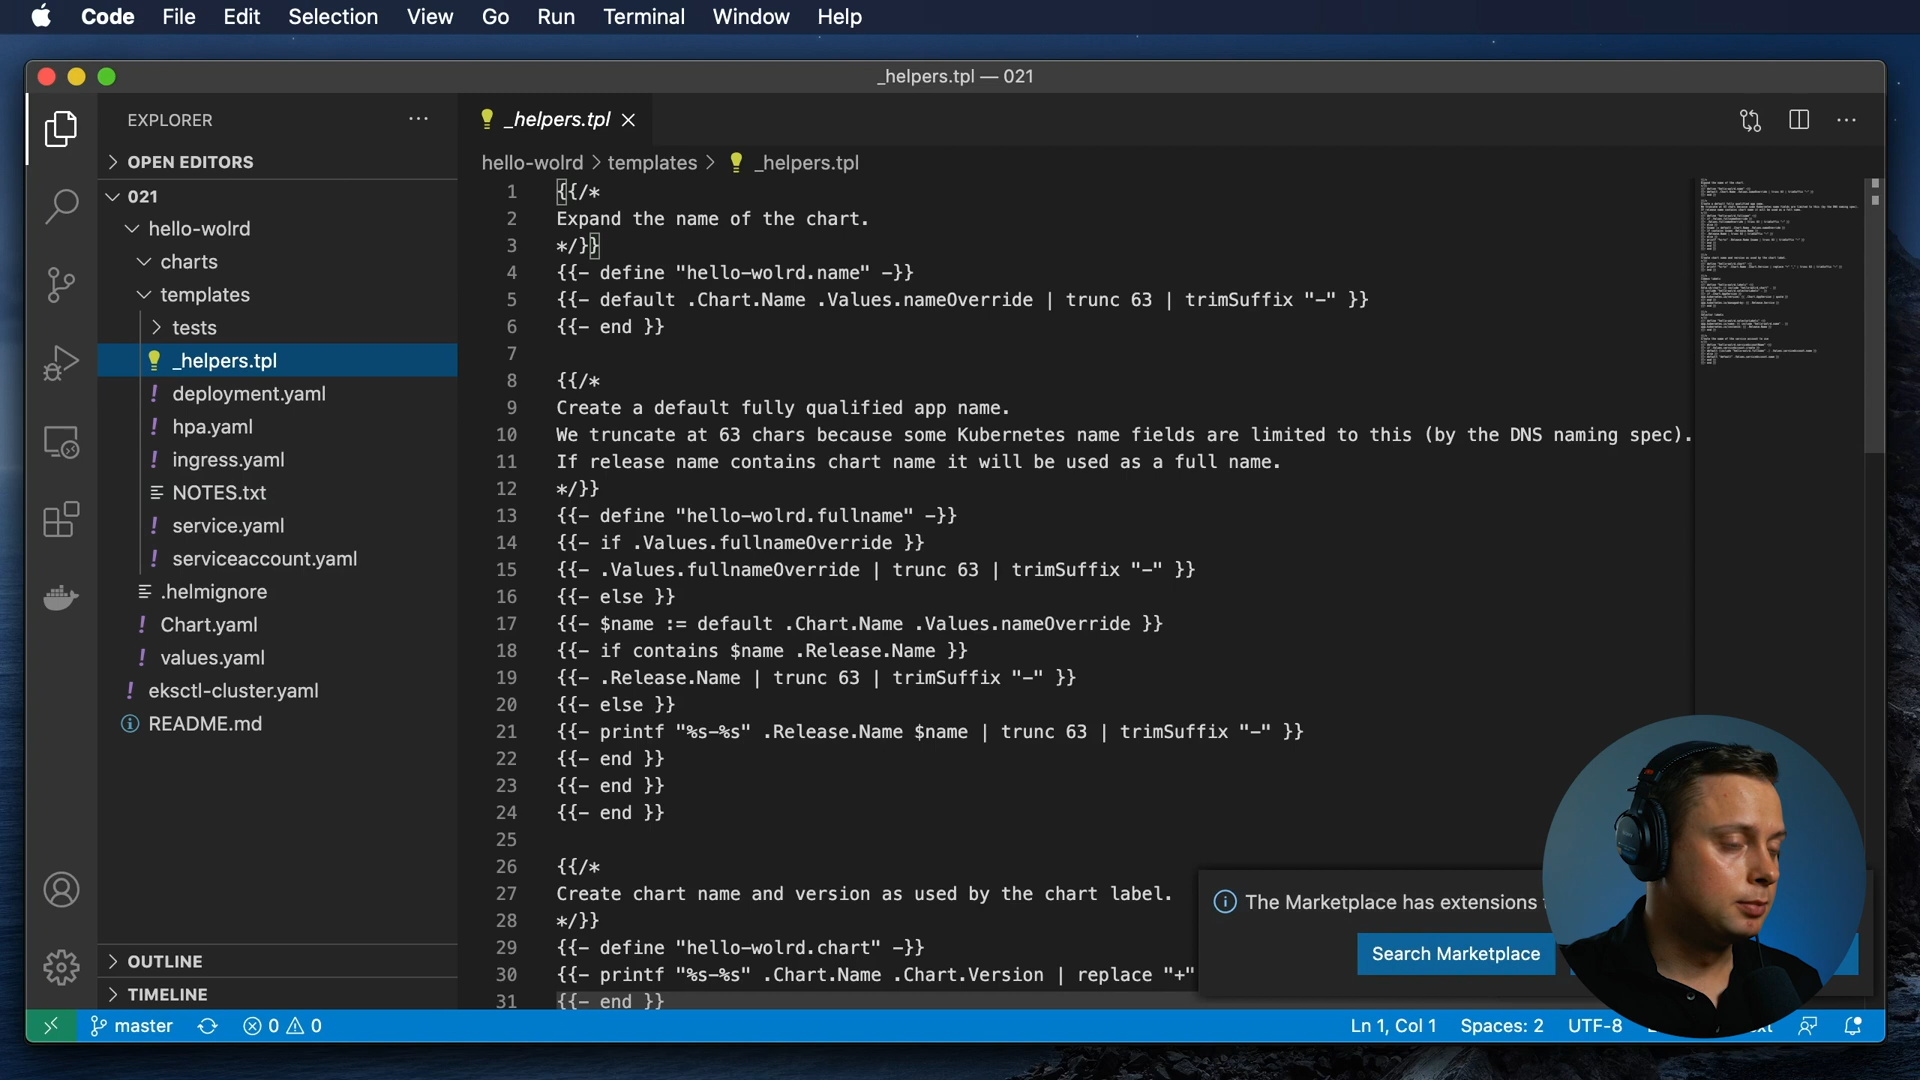 Code File Edit Selection View Go Run Terminal Window Help
_helpers.tpl — 021
EXPLORER
OPEN EDITORS
021
hello-wolrd
charts
templates
tests
_helpers.tpl
deployment.yaml
hpa.yaml
ingress.yaml
NOTES.txt
service.yaml
serviceaccount.yaml
.helmignore
Chart.yaml
values.yaml
eksctl-cluster.yaml
README.md
OUTLINE
TIMELINE
_helpers.tpl
hello-wolrd > templates > _helpers.tpl
1 {{/*
2 Expand the name of the chart.
3 */}}
4 {{- define "hello-wolrd.name" -}}
5 {{- default .Chart.Name .Values.nameOverride | trunc 63 | trimSuffix "-" }}
6 {{- end }}
7
8 {{/*
9 Create a default fully qualified app name.
10 We truncate at 63 chars because some Kubernetes name fields are limited to this (by the DNS naming spec).
11 If release name contains chart name it will be used as a full name.
12 */}}
13 {{- define "hello-wolrd.fullname" -}}
14 {{- if .Values.fullnameOverride }}
15 {{- .Values.fullnameOverride | trunc 63 | trimSuffix "-" }}
16 {{- else }}
17 {{- $name := default .Chart.Name .Values.nameOverride }}
18 {{- if contains $name .Release.Name }}
19 {{- .Release.Name | trunc 63 | trimSuffix "-" }}
20 {{- else }}
21 {{- printf "%s-%s" .Release.Name $name | trunc 63 | trimSuffix "-" }}
22 {{- end }}
23 {{- end }}
24 {{- end }}
25
26 {{/*
27 Create chart name and version as used by the chart label.
28 */}}
29 {{- define "hello-wolrd.chart" -}}
30 {{- printf "%s-%s" .Chart.Name .Chart.Version | replace "+"
31 {{- end }}
The Marketplace has extensions
Search Marketplace
master 0 0
Ln 1, Col 1 Spaces: 2 UTF-8